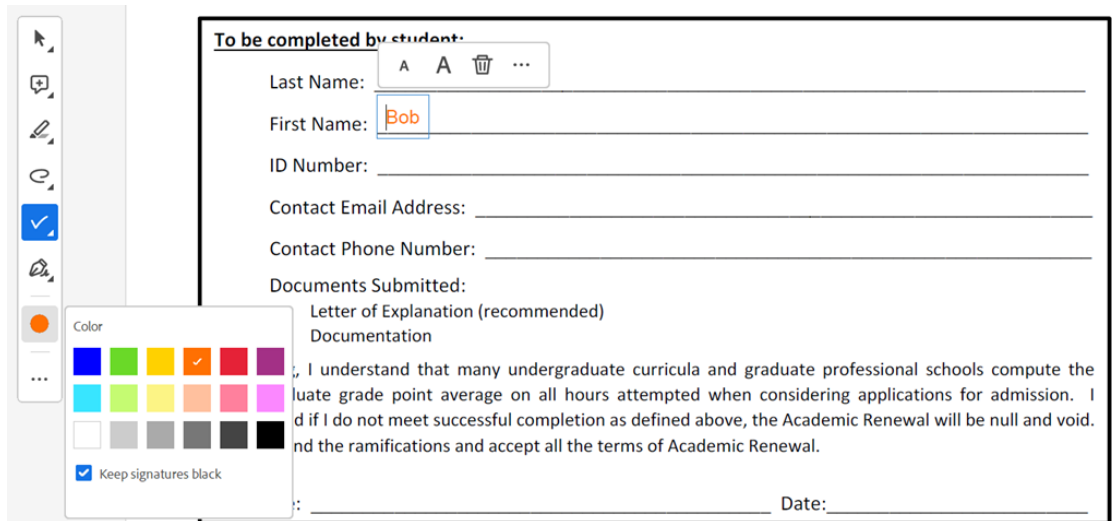 To be completed by student:
A A ...
Last Name:
Bob
First Name:
ID Number:
Contact Email Address:
Contact Phone Number:
Documents Submitted:
Letter of Explanation (recommended)
Documentation
Color
, I understand that many undergraduate curricula and graduate professional schools compute the
uate grade point average on all hours attempted when considering applications for admission. I
d if I do not meet successful completion as defined above, the Academic Renewal will be null and void.
nd the ramifications and accept all the terms of Academic Renewal.
Keep signatures black
: Date: